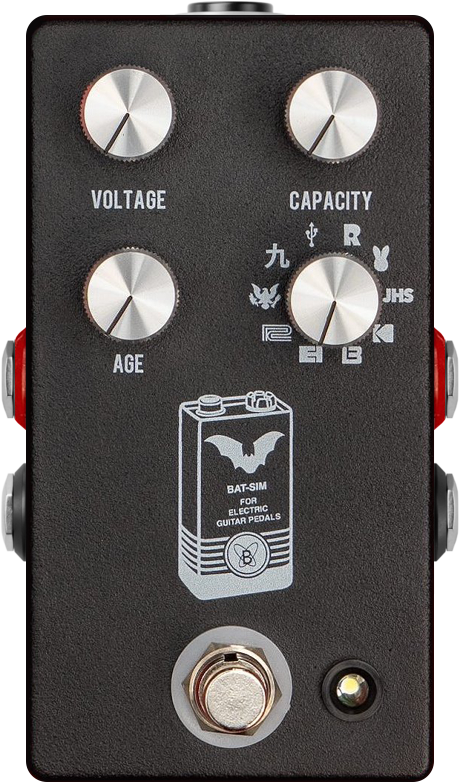 VOLTAGE
CAPACITY
九
R
JHS
AGE
BAT-SIM
FOR
ELECTRIC
GUITAR PEDALS
B